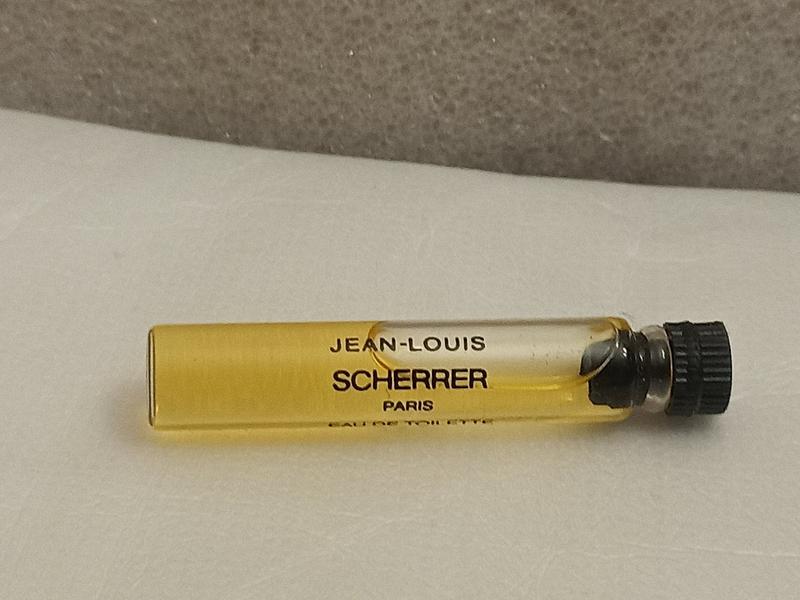 JEAN-LOUIS
SCHERRER
PARIS
EAU DE TOILETTE